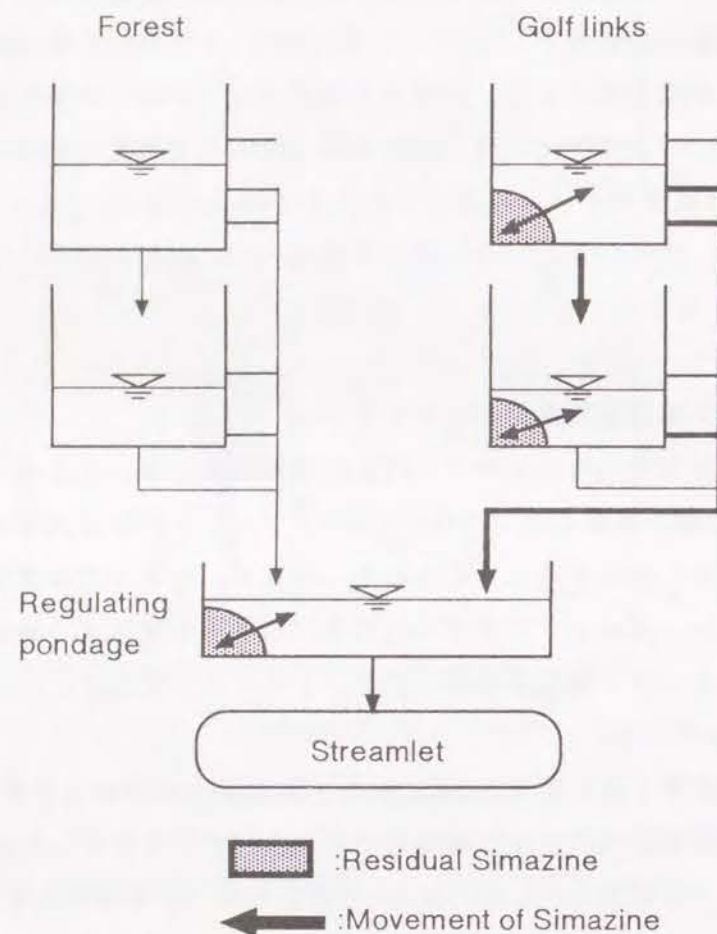 Forest
Golf links
Regulating
pondage
Streamlet
:Residual Simazine
:Movement of Simazine